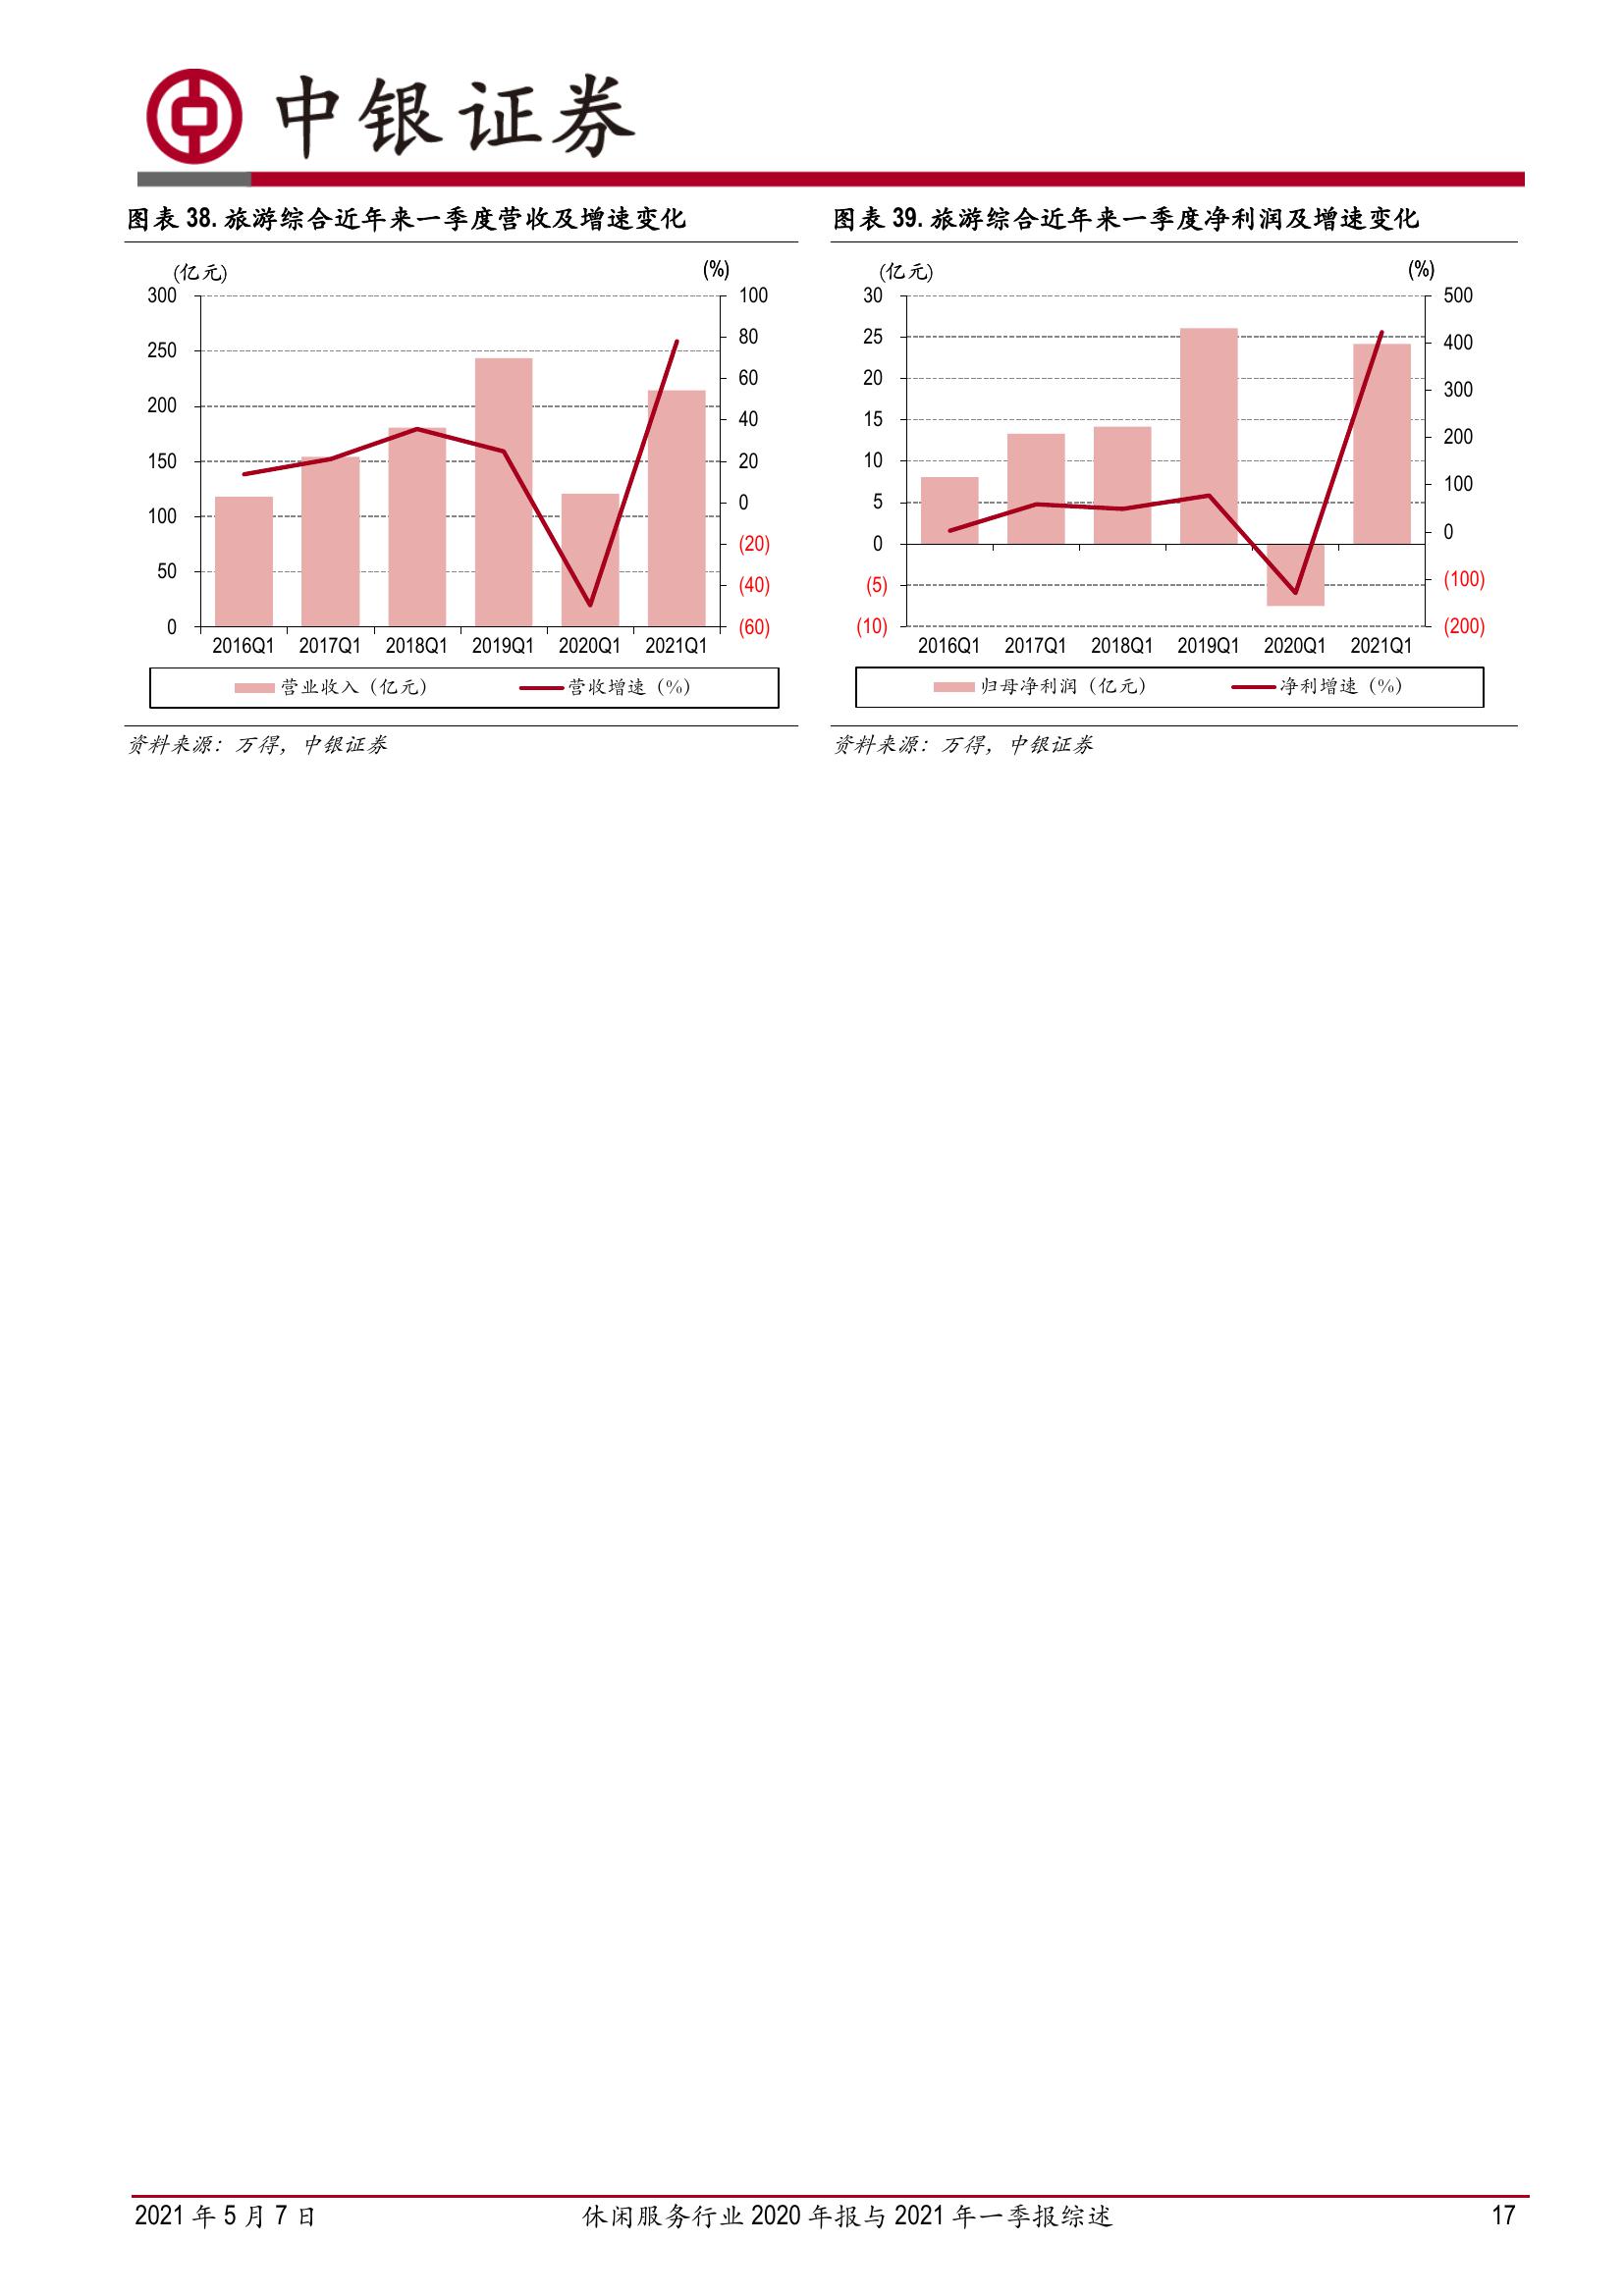 中银证券
图表 38. 旅游综合近年来一季度营收及增速变化
(亿元)
(%)
300
250
200
150
100
50
0
100
80
60
40
20
0
(20)
(40)
(60)
2016Q1 2017Q1 2018Q1 2019Q1 2020Q1 2021Q1
营业收入（亿元） 营收增速（%）
资料来源：万得，中银证券
图表 39. 旅游综合近年来一季度净利润及增速变化
(亿元)
(%)
30
25
20
15
10
5
0
(5)
(10)
500
400
300
200
100
0
(100)
(200)
2016Q1 2017Q1 2018Q1 2019Q1 2020Q1 2021Q1
归母净利润（亿元） 净利增速（%）
资料来源：万得，中银证券
2021 年 5 月 7 日 休闲服务行业 2020 年报与 2021 年一季报综述 17